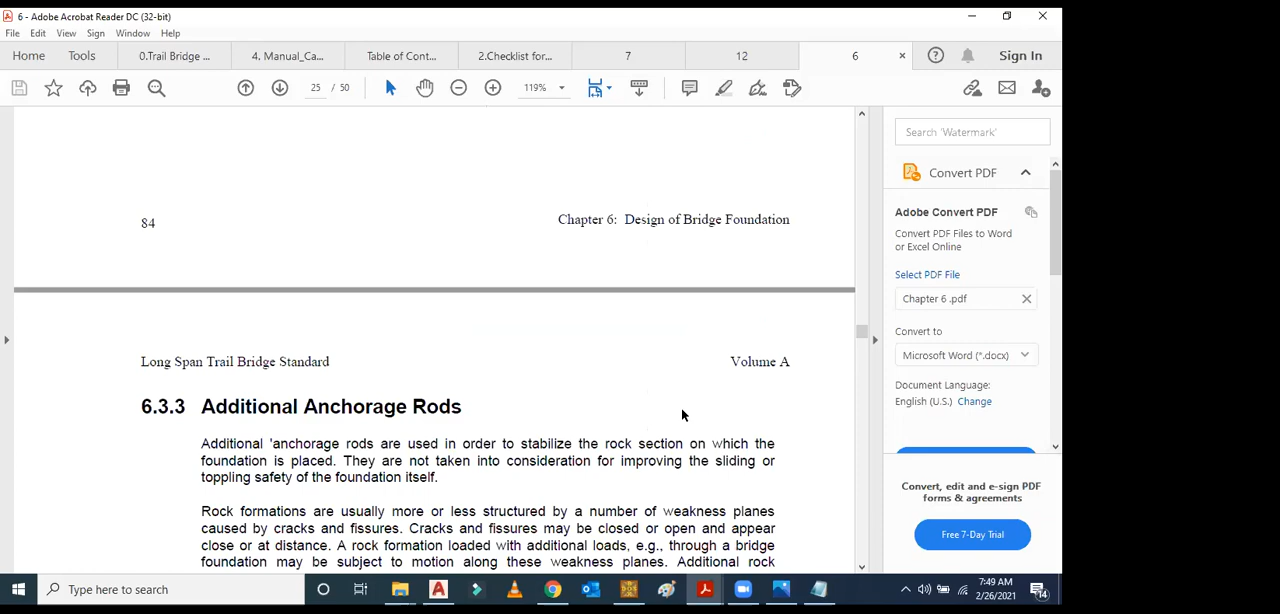 6 - Adobe Acrobat Reader DC (32-bit)
File Edit View Sign Window Help
Home Tools 0.Trail Bridge ... 4. Manual_Ca... Table of Cont... 2.Checklist for... 7 12 6 Sign In
25 / 50 119%
Search 'Watermark'
Convert PDF
Adobe Convert PDF
Convert PDF Files to Word
or Excel Online
Select PDF File
Chapter 6 .pdf
Convert to
Microsoft Word (*.docx)
Document Language:
English (U.S.) Change
Convert, edit and e-sign PDF
forms & agreements
Free 7-Day Trial
84 Chapter 6: Design of Bridge Foundation
Long Span Trail Bridge Standard Volume A
6.3.3 Additional Anchorage Rods
Additional 'anchorage rods are used in order to stabilize the rock section on which the
foundation is placed. They are not taken into consideration for improving the sliding or
toppling safety of the foundation itself.
Rock formations are usually more or less structured by a number of weakness planes
caused by cracks and fissures. Cracks and fissures may be closed or open and appear
close or at distance. A rock formation loaded with additional loads, e.g., through a bridge
foundation may be subject to motion along these weakness planes. Additional rock
Type here to search
7:49 AM
2/26/2021
14